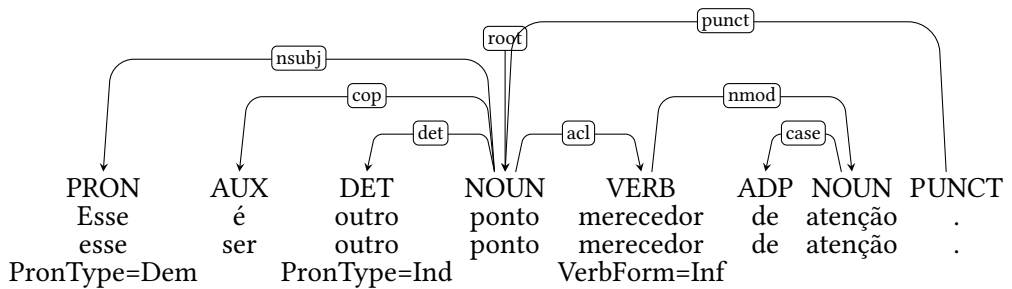 punct
root
nsubj
cop nmod
det acl case
PRON AUX DET NOUN VERB ADP NOUN PUNCT
Esse é outro ponto merecedor de atenção .
esse ser outro ponto merecedor de atenção .
PronType=Dem PronType=Ind VerbForm=Inf